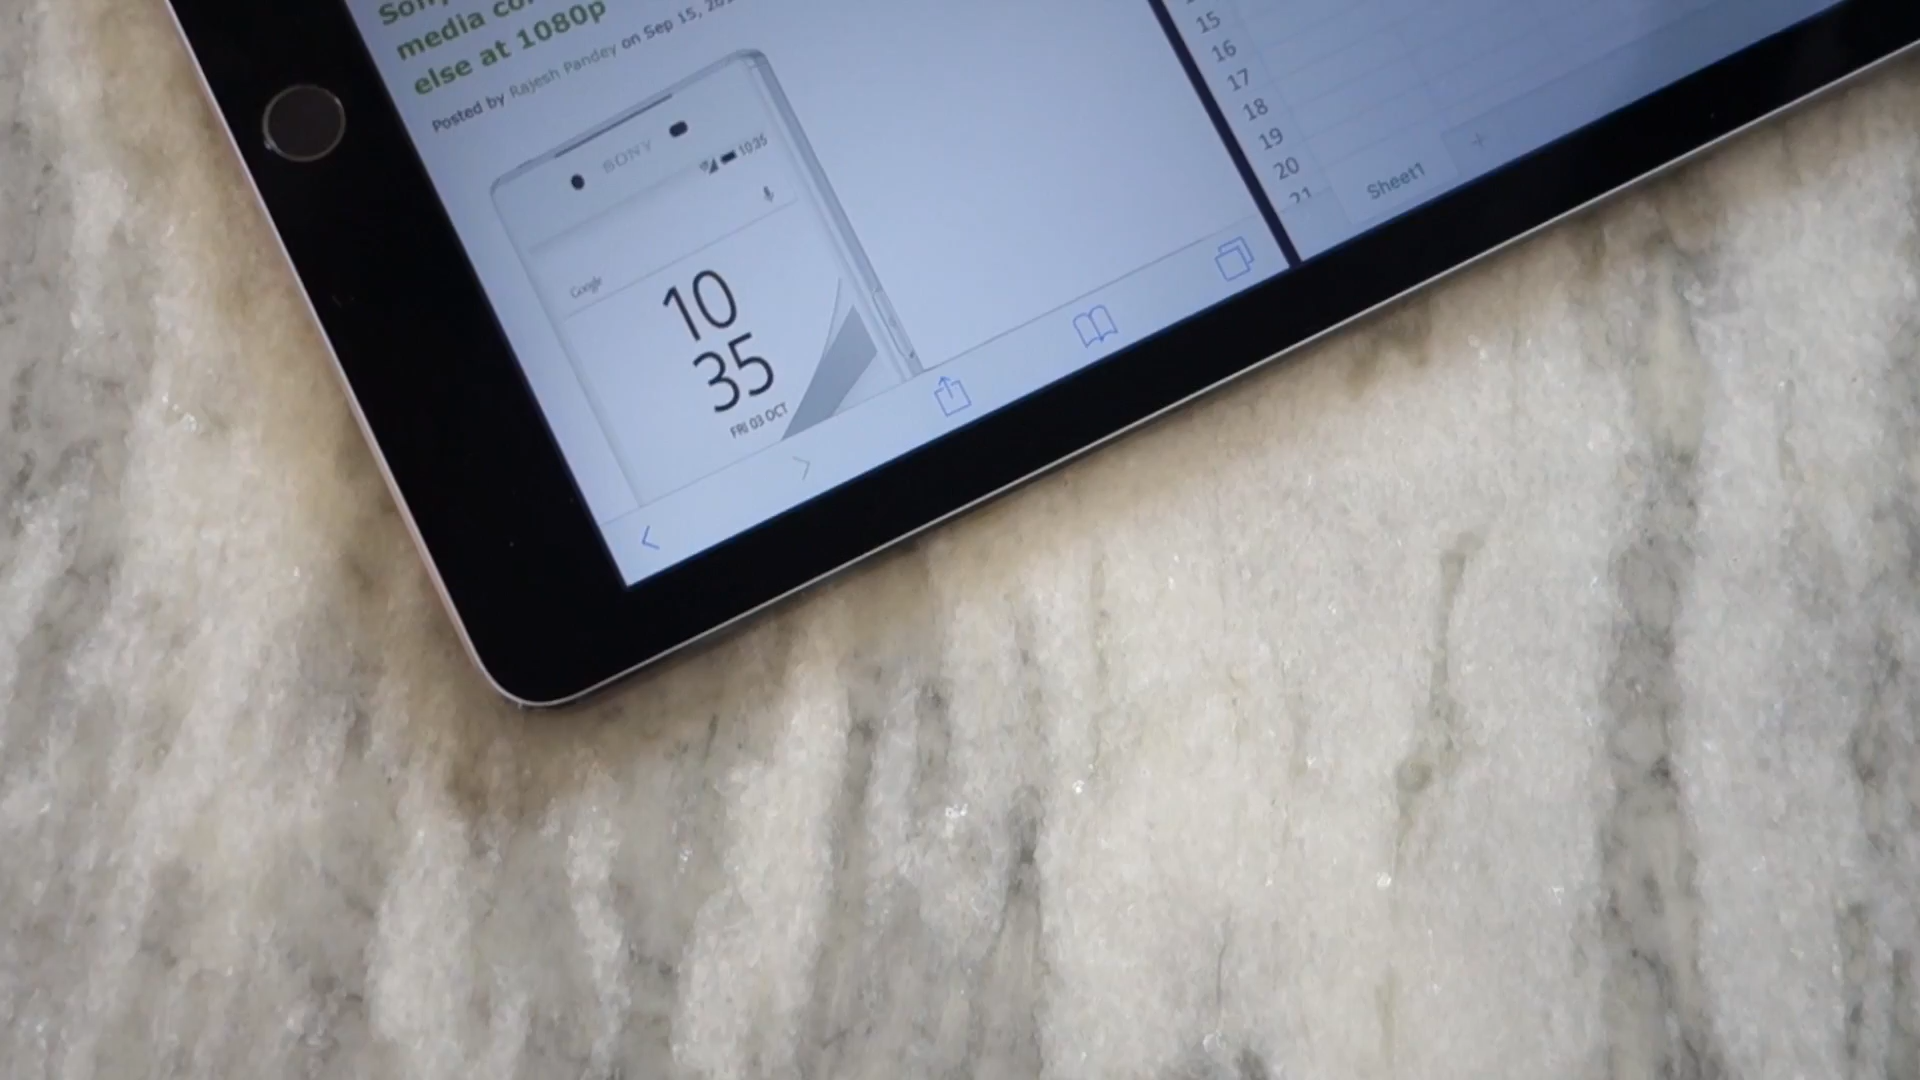 media
else at 1080p
Posted by Rajesh Pandey on Sep 15,
SONY
10:35
Google
10
35
FRI 03 OCT
15
16
17
18
19
20
21
Sheet1